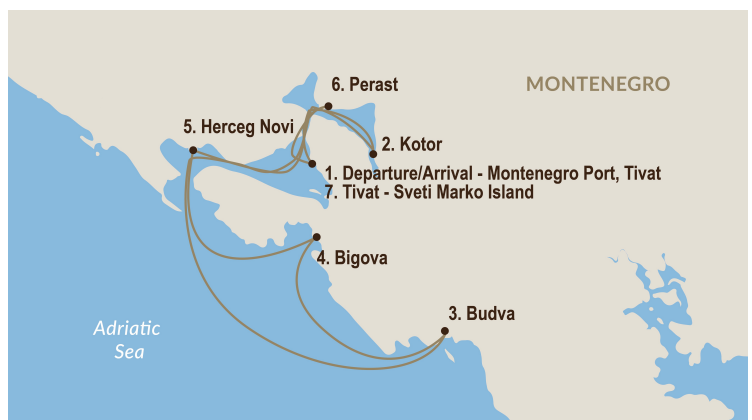 6. Perast
MONTENEGRO
5. Herceg Novi
2. Kotor
1. Departure/Arrival - Montenegro Port, Tivat
7. Tivat - Sveti Marko Island
4. Bigova
3. Budva
Adriatic
Sea